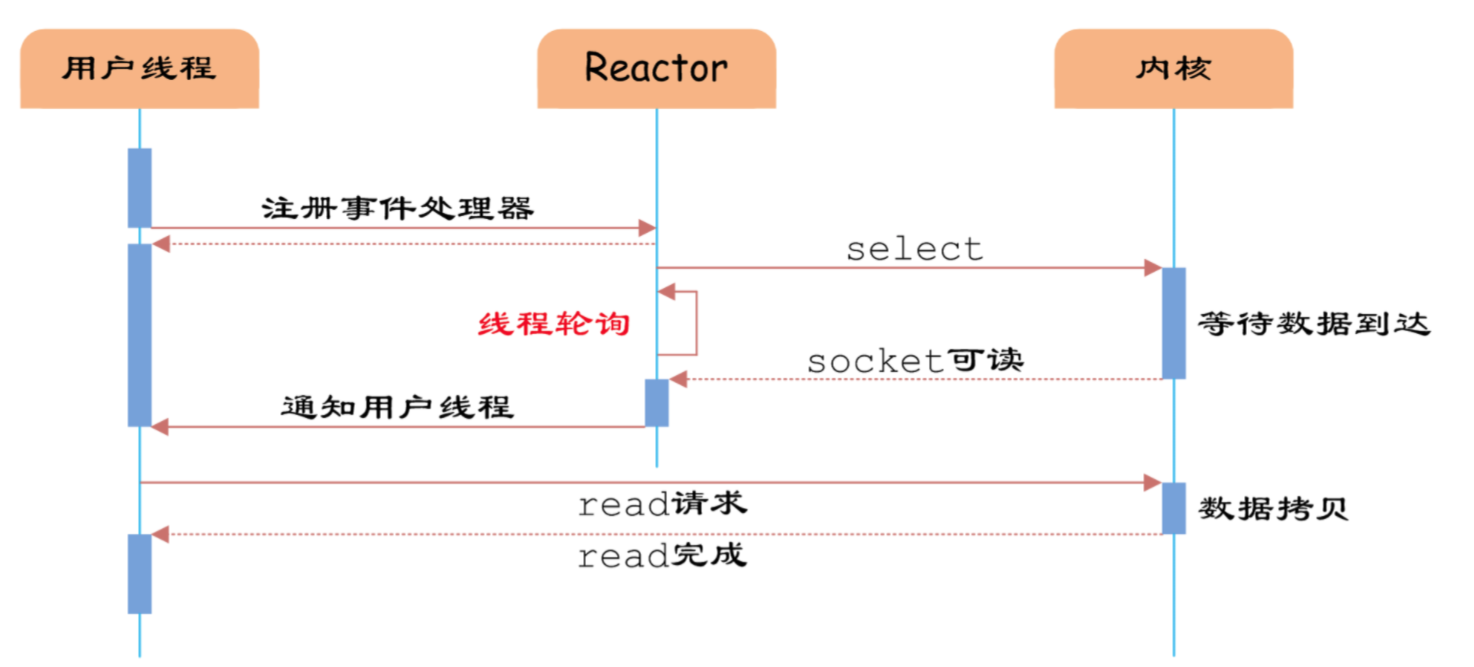 用户线程
Reactor
内核
注册事件处理器
select
线程轮询
等待数据到达
socket可读
通知用户线程
read请求
数据拷贝
read完成